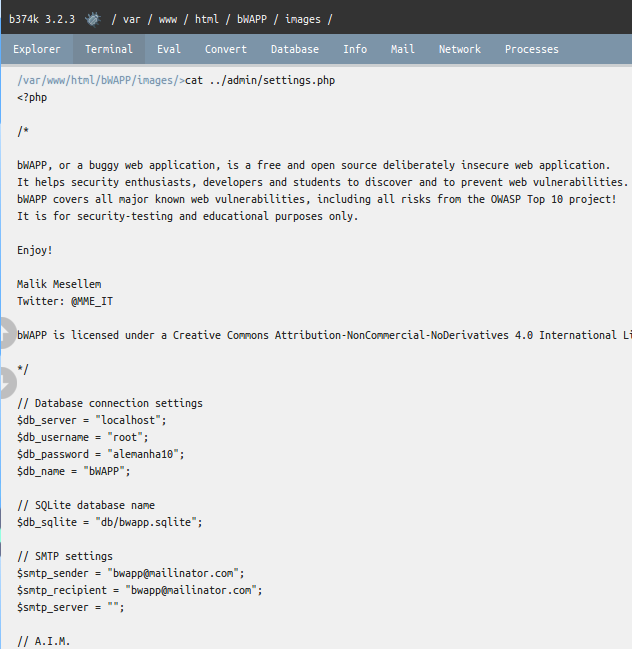 b374k 3.2.3 / var / www / html / bWAPP / images /
Explorer Terminal Eval Convert Database Info Mail Network Processes
/var/www/html/bWAPP/images/>cat ../admin/settings.php
<?php
/*
bWAPP, or a buggy web application, is a free and open source deliberately insecure web application.
It helps security enthusiasts, developers and students to discover and to prevent web vulnerabilities.
bWAPP covers all major known web vulnerabilities, including all risks from the OWASP Top 10 project!
It is for security-testing and educational purposes only.
Enjoy!
Malik Mesellem
Twitter: @MME_IT
bWAPP is licensed under a Creative Commons Attribution-NonCommercial-NoDerivatives 4.0 International Li
*/
// Database connection settings
$db_server = "localhost";
$db_username = "root";
$db_password = "alemanha10";
$db_name = "bWAPP";
// SQLite database name
$db_sqlite = "db/bwapp.sqlite";
// SMTP settings
$smtp_sender = "bwapp@mailinator.com";
$smtp_recipient = "bwapp@mailinator.com";
$smtp_server = "";
// A.I.M.